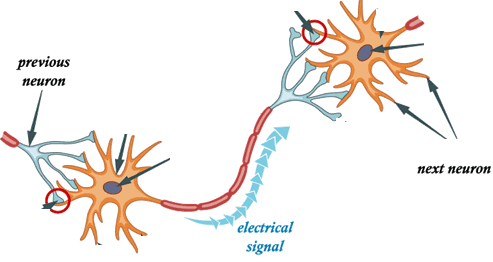 previous
neuron
next neuron
electrical
signal